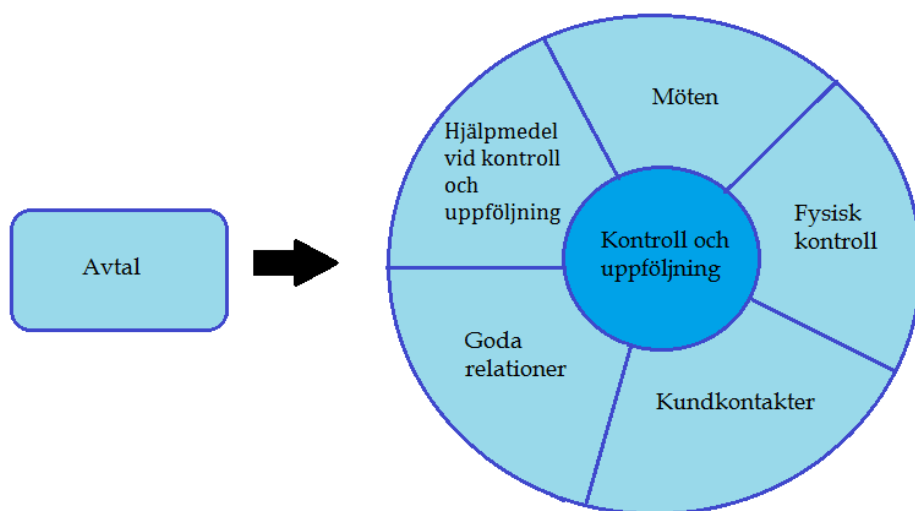 Avtal
Möten
Hjälpmedel
vid kontroll
och
uppföljning
Fysisk
kontroll
Kontroll och
uppföljning
Goda
relationer
Kundkontakter